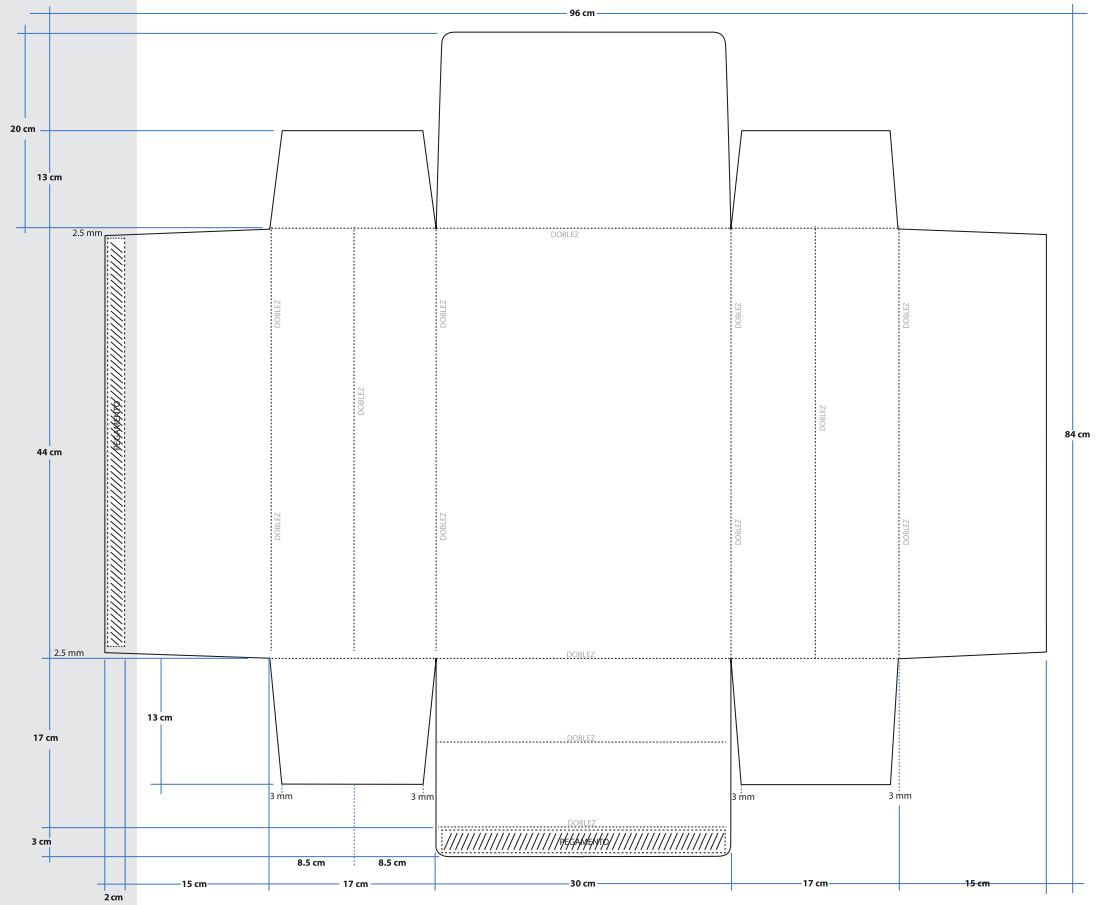 96 cm
20 cm
13 cm
2.5 mm
DOBLEZ
DOBLEZ
DOBLEZ
DOBLEZ
DOBLEZ
DOBLEZ
DOBLEZ
PEGAMENTO
44 cm
84 cm
DOBLEZ
DOBLEZ
DOBLEZ
DOBLEZ
2.5 mm
DOBLEZ
13 cm
17 cm
DOBLEZ
3 mm
3 mm
3 mm
3 mm
DOBLEZ
3 cm
PEGAMENTO
8.5 cm
8.5 cm
15 cm
17 cm
30 cm
17 cm
15 cm
2 cm